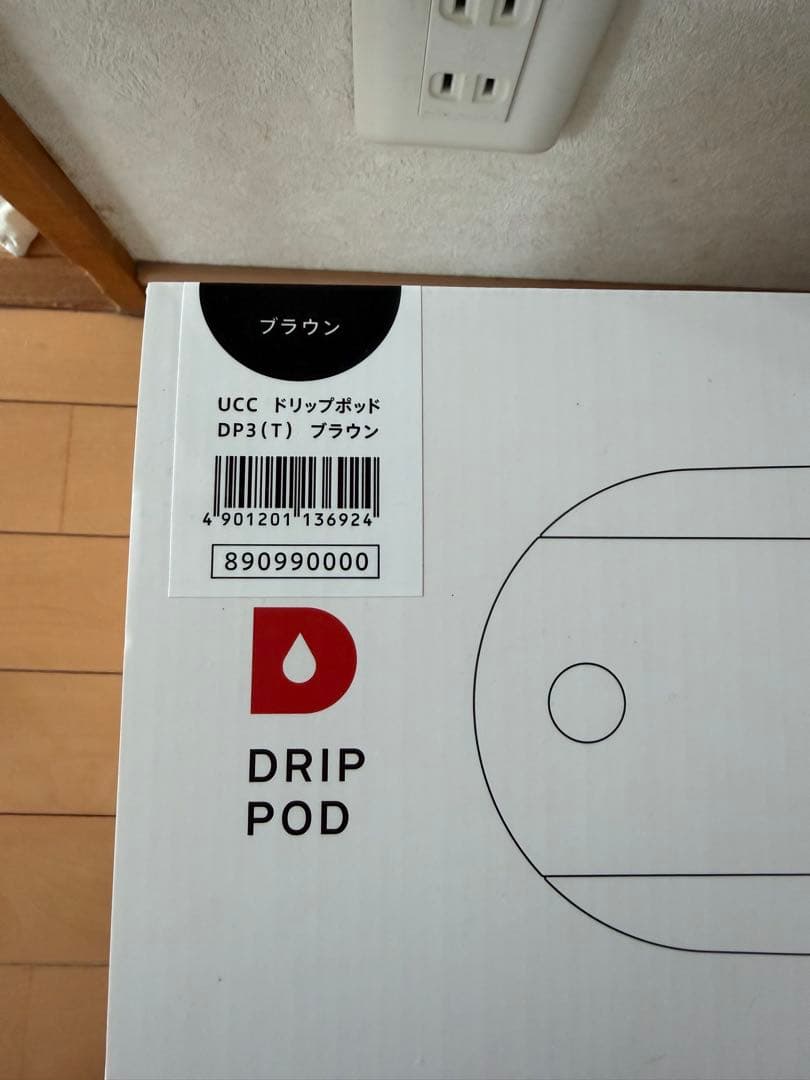 ブラウン
UCC ドリップポッド
DP3(T) ブラウン
4 901201 136924
890990000
DRIP
POD